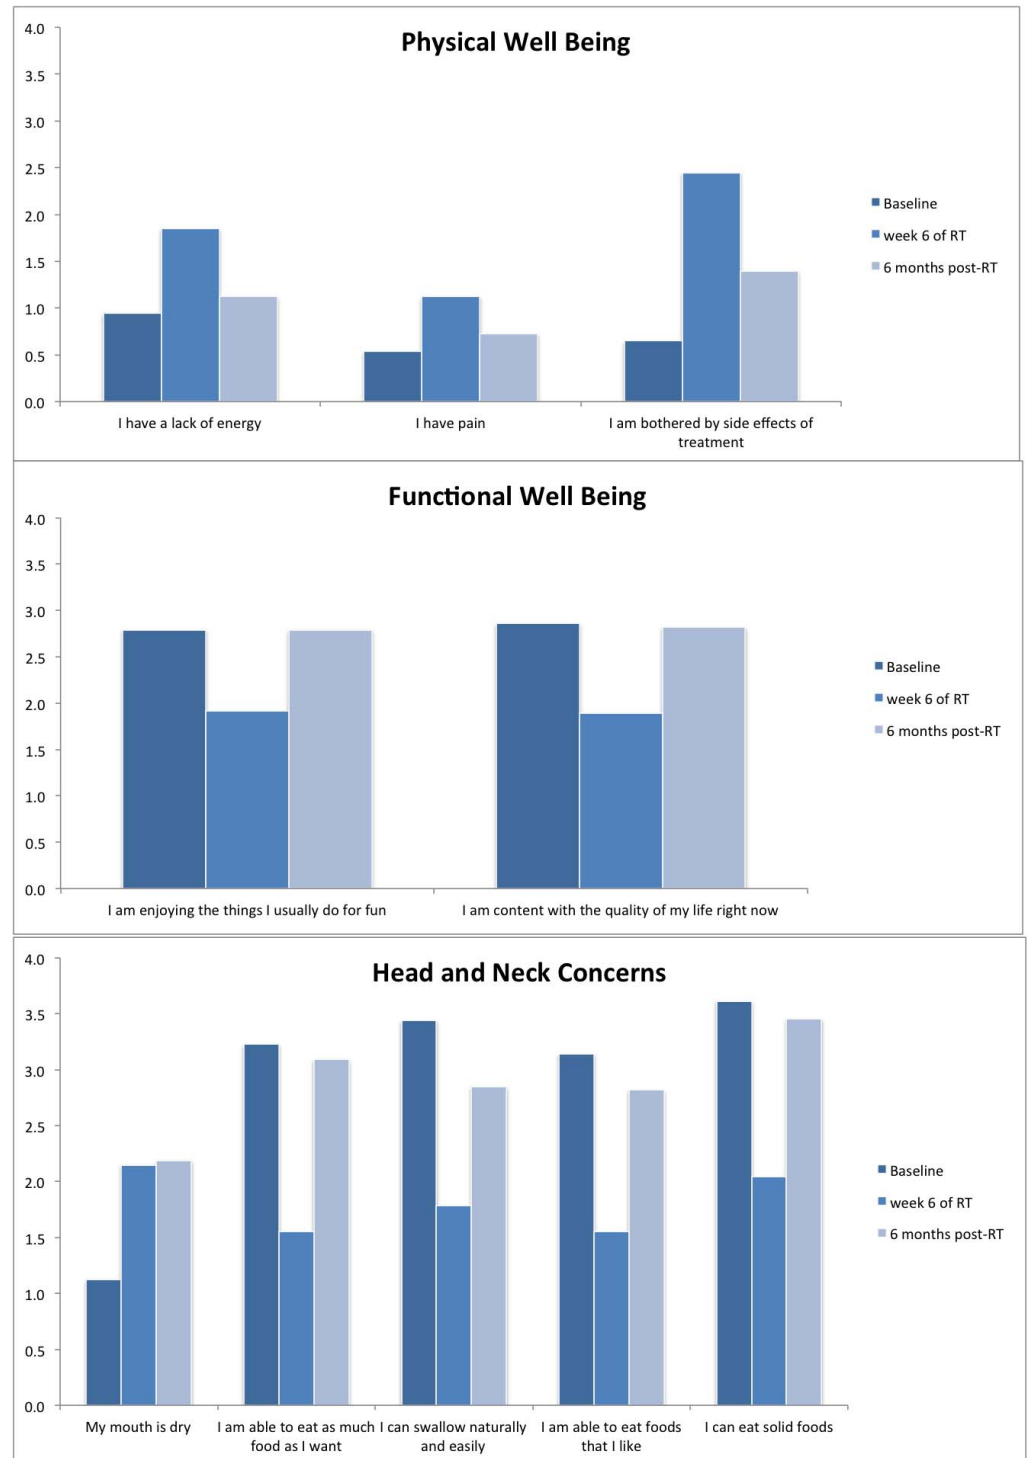 Physical Well Being
4.0
3.5
3.0
2.5
2.0
1.5
1.0
0.5
0.0
Baseline
week 6 of RT
6 months post-RT
I have a lack of energy
I have pain
I am bothered by side effects of
treatment
Functional Well Being
4.0
3.5
3.0
2.5
2.0
1.5
1.0
0.5
0.0
Baseline
week 6 of RT
6 months post-RT
I am enjoying the things I usually do for fun
I am content with the quality of my life right now
Head and Neck Concerns
4.0
3.5
3.0
2.5
2.0
1.5
1.0
0.5
0.0
Baseline
week 6 of RT
6 months post-RT
My mouth is dry
I am able to eat as much
food as I want
I can swallow naturally
and easily
I am able to eat foods
that I like
I can eat solid foods